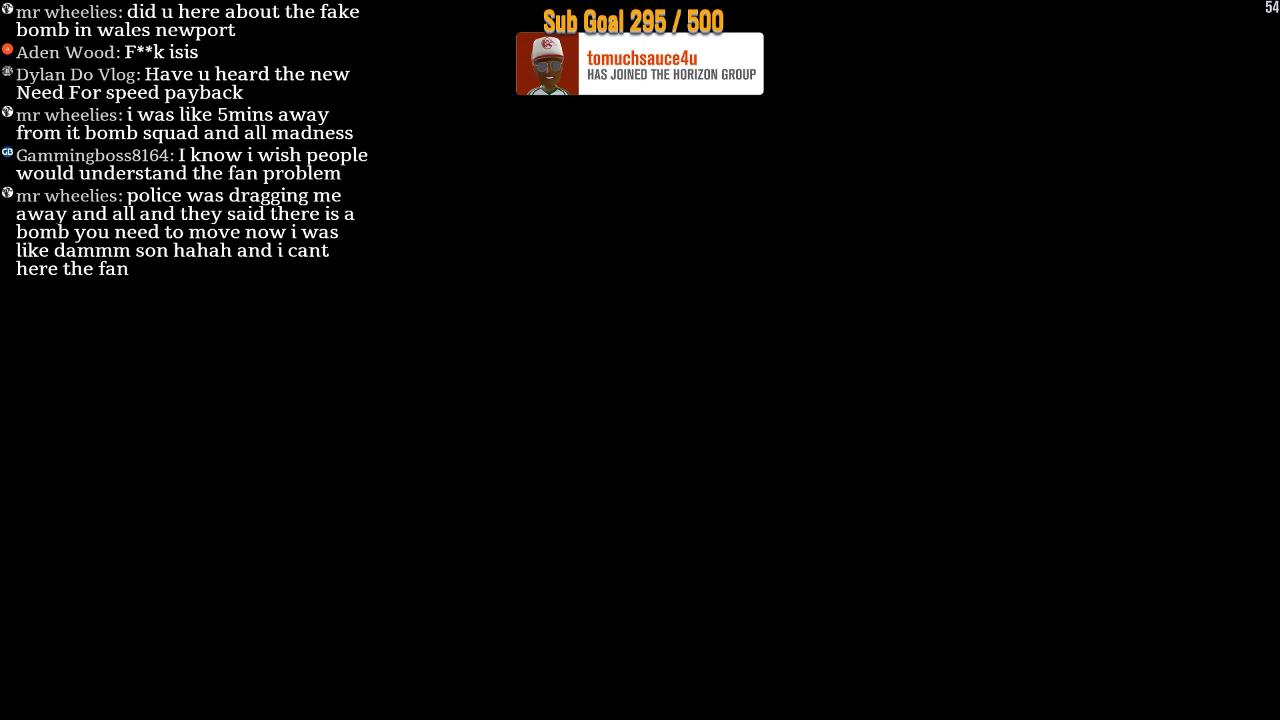 mr wheelies: did u here about the fake
bomb in wales newport
Aden Wood: F**k isis
Dylan Do Vlog: Have u heard the new
Need For speed payback
mr wheelies: i was like 5mins away
from it bomb squad and all madness
Gammingboss8164: I know i wish people
would understand the fan problem
mr wheelies: police was dragging me
away and all and they said there is a
bomb you need to move now i was
like dammm son hahah and i cant
here the fan
Sub Goal 295 / 500
tomuchsauce4u
HAS JOINED THE HORIZON GROUP
54